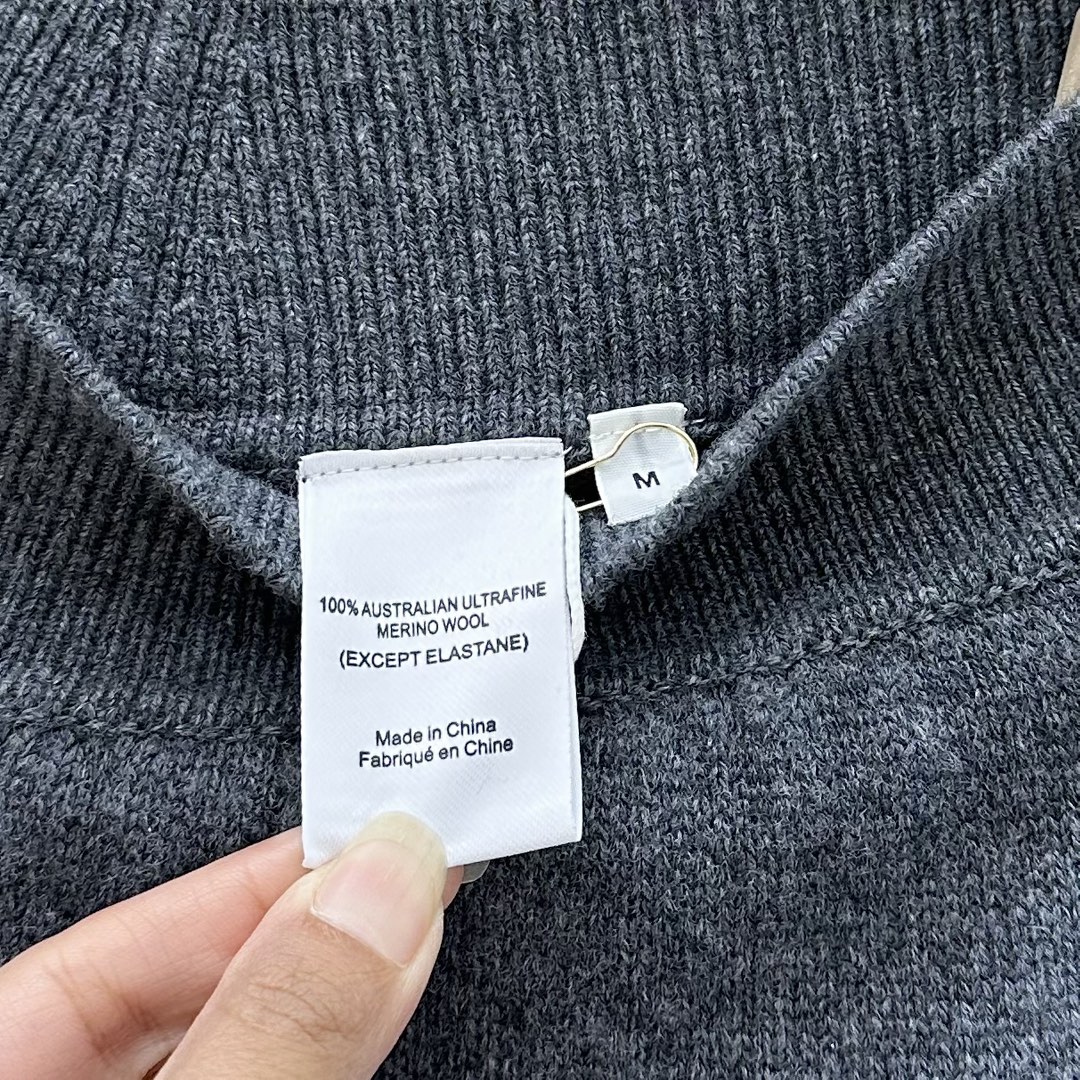 100% AUSTRALIAN ULTRAFINE
MERINO WOOL
(EXCEPT ELASTANE)
Made in China
Fabriqué en Chine
M